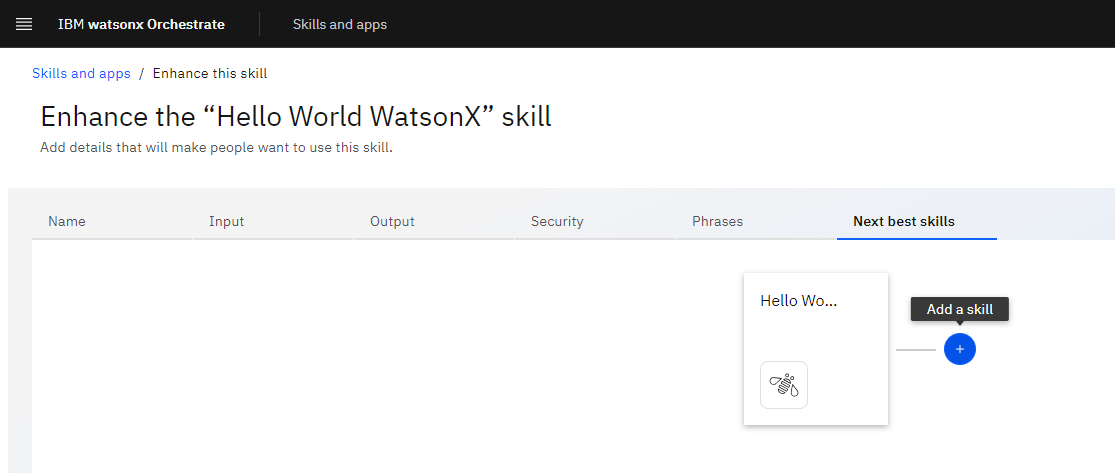 IBM watsonx Orchestrate Skills and apps
Skills and apps / Enhance this skill
Enhance the “Hello World WatsonX” skill
Add details that will make people want to use this skill.
Name Input Output Security Phrases Next best skills
Hello Wo...
Add a skill
+